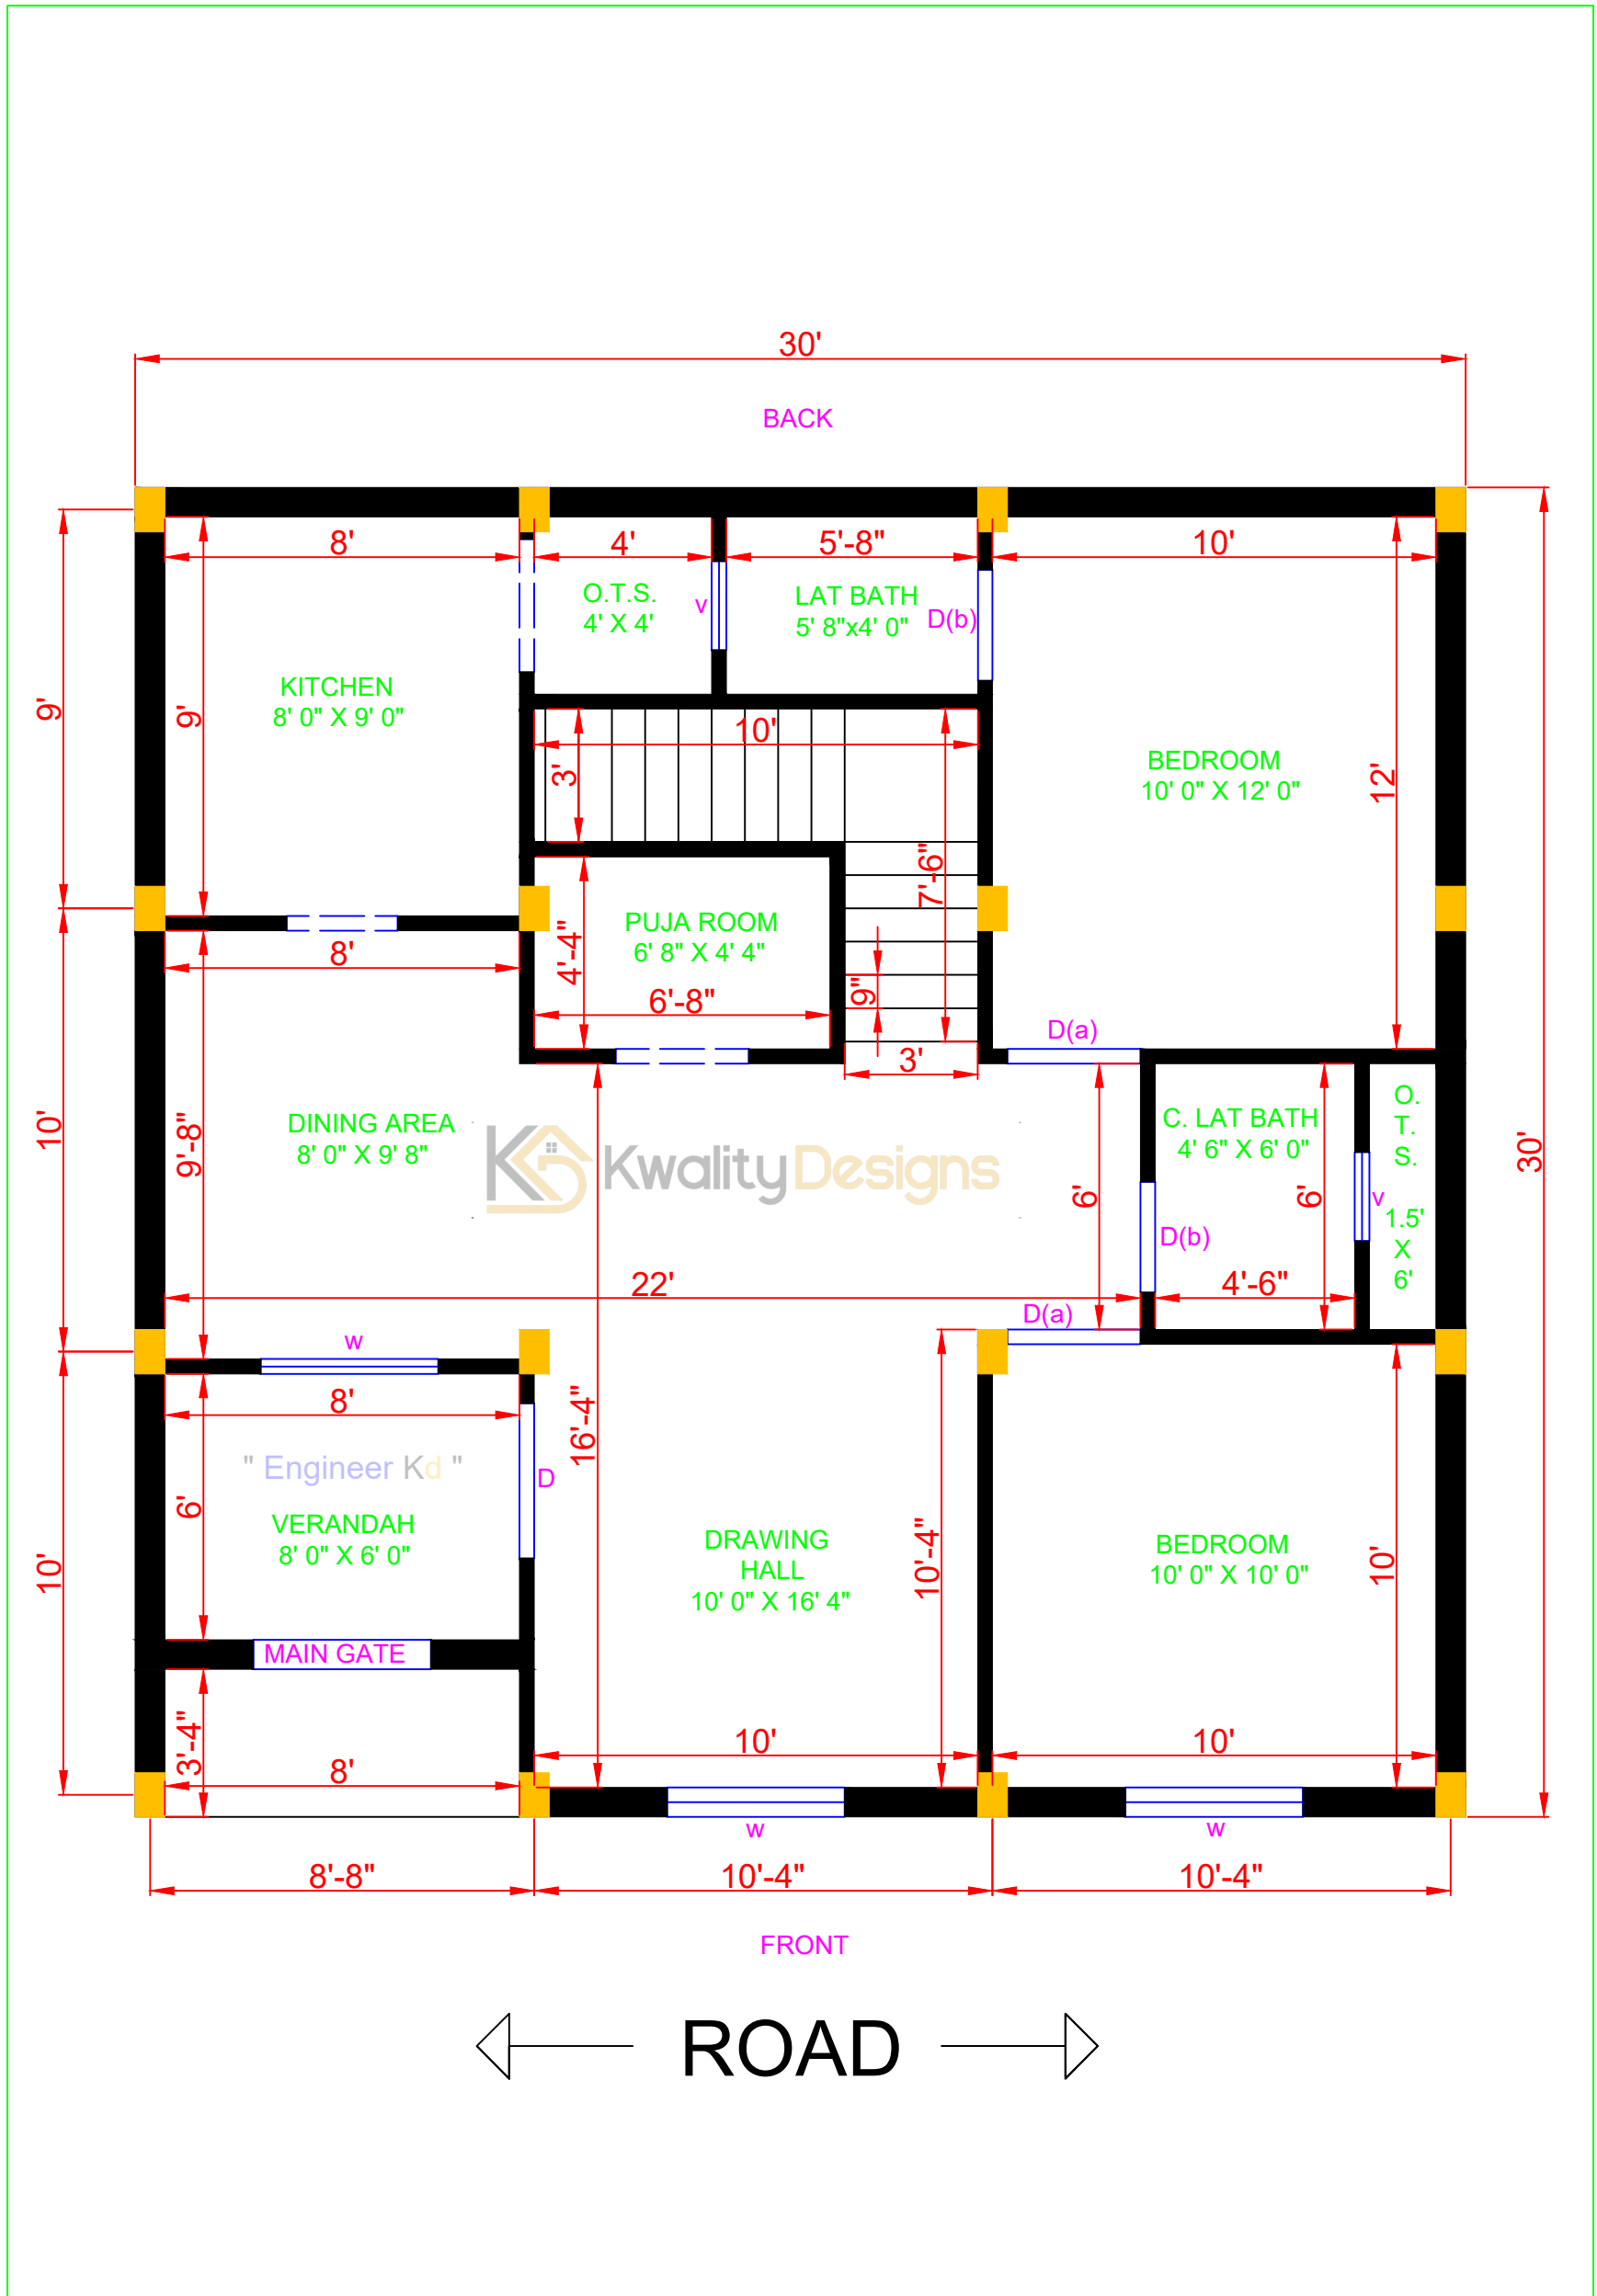 30'
BACK
8'
4'
5'-8"
10'
O.T.S.
4' X 4'
v
LAT BATH
5' 8"x4' 0"
D(b)
9'
9'
KITCHEN
8' 0" X 9' 0"
10'
3'
BEDROOM
10' 0" X 12' 0"
12'
7'-6"
PUJA ROOM
6' 8" X 4' 4"
4'-4"
6'-8"
9"
8'
3'
D(a)
10'
9'-8"
DINING AREA
8' 0" X 9' 8"
KwalityDesigns
6'
C. LAT BATH
4' 6" X 6' 0"
6'
O.
T.
S.
v
1.5'
X
6'
30'
D(b)
22'
4'-6"
D(a)
w
8'
16'-4"
" Engineer Kd "
D
6'
VERANDAH
8' 0" X 6' 0"
DRAWING
HALL
10' 0" X 16' 4"
10'-4"
BEDROOM
10' 0" X 10' 0"
10'
10'
MAIN GATE
3'-4"
8'
10'
10'
w
w
8'-8"
10'-4"
10'-4"
FRONT
ROAD